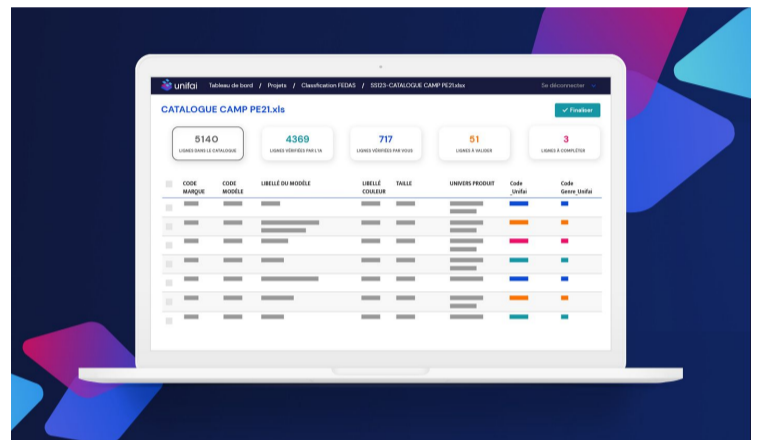 unifai Tableau de bord / Projets / Classification FEDAS / SS123-CATALOGUE CAMP PE21.xlsx Se déconnecter
CATALOGUE CAMP PE21.xls
✓ Finaliser
5140 4369 717 51 3
LIGNES DANS LE CATALOGUE LIGNES VÉRIFIÉES PAR L'IA LIGNES VÉRIFIÉES PAR VOUS LIGNES À VALIDER LIGNES À COMPLÉTER
CODE CODE LIBELLÉ DU MODÈLE LIBELLÉ TAILLE UNIVERS PRODUIT Code Code
MARQUE MODÈLE COULEUR _Unifai Genre_Unifai